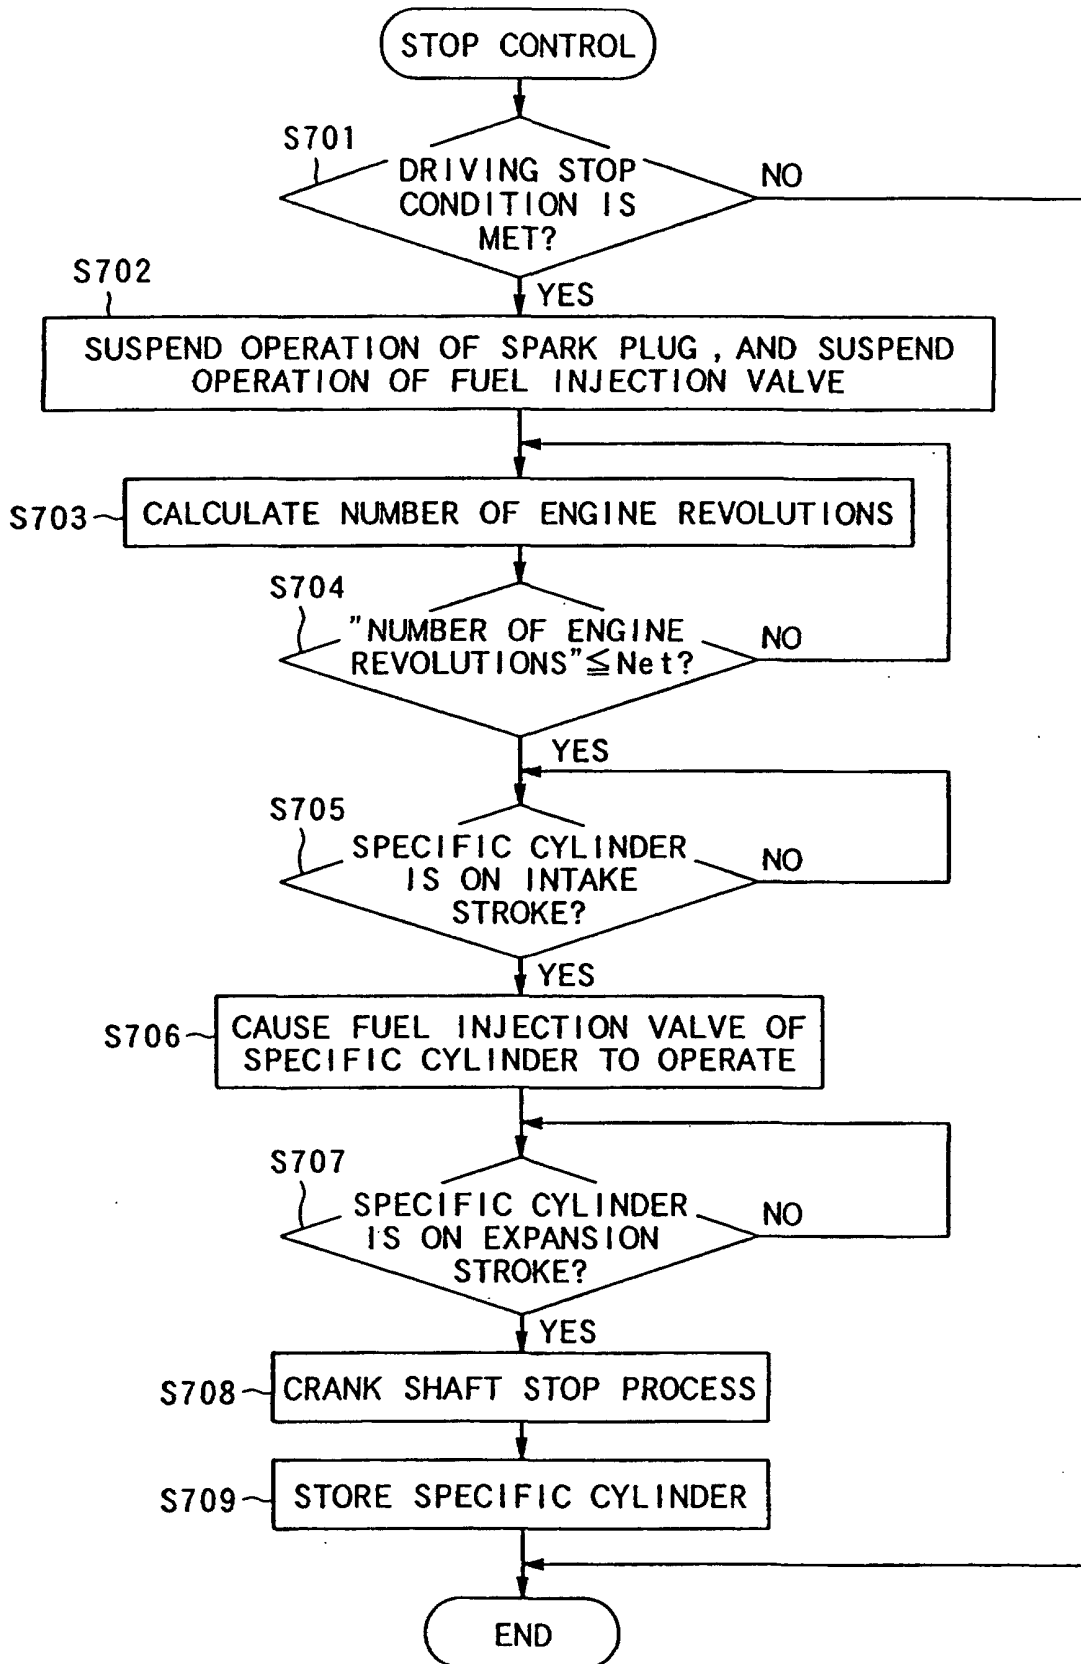 STOP CONTROL
S701
DRIVING STOP
CONDITION IS
MET?
NO
YES
S702
SUSPEND OPERATION OF SPARK PLUG, AND SUSPEND
OPERATION OF FUEL INJECTION VALVE
S703
CALCULATE NUMBER OF ENGINE REVOLUTIONS
S704
"NUMBER OF ENGINE
REVOLUTIONS"≦Net?
NO
YES
S705
SPECIFIC CYLINDER
IS ON INTAKE
STROKE?
NO
YES
S706
CAUSE FUEL INJECTION VALVE OF
SPECIFIC CYLINDER TO OPERATE
S707
SPECIFIC CYLINDER
IS ON EXPANSION
STROKE?
NO
YES
S708
CRANK SHAFT STOP PROCESS
S709
STORE SPECIFIC CYLINDER
END